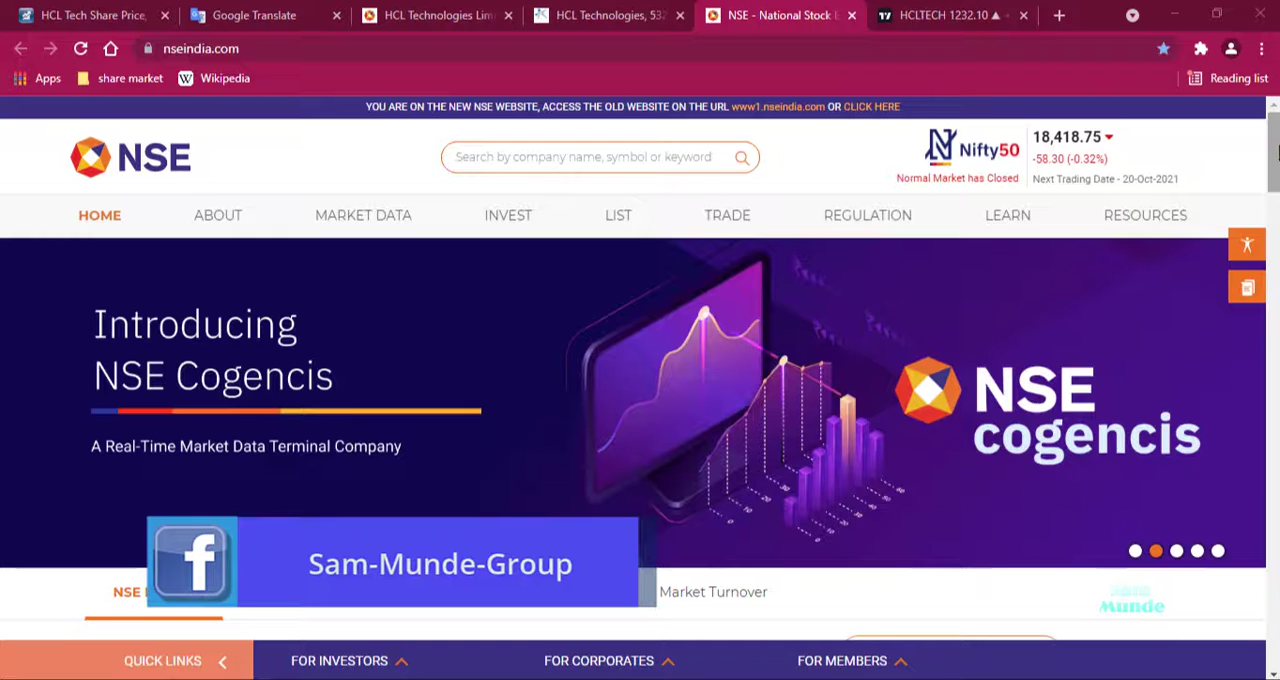 HCL Tech Share Price,
Google Translate
HCL Technologies Lim
HCL Technologies, 532
NSE - National Stock E
HCLTECH 1232.10 ▲
nseindia.com
Apps
share market
W Wikipedia
Reading list
YOU ARE ON THE NEW NSE WEBSITE, ACCESS THE OLD WEBSITE ON THE URL www1.nseindia.com OR CLICK HERE
NSE
Search by company name, symbol or keyword
Nifty50
18,418.75
-58.30 (-0.32%)
Normal Market has Closed
Next Trading Date - 20-Oct-2021
HOME ABOUT MARKET DATA INVEST LIST TRADE REGULATION LEARN RESOURCES
Introducing
NSE Cogencis
A Real-Time Market Data Terminal Company
NSE
cogencis
f Sam-Munde-Group
NSE
Market Turnover
Munde
QUICK LINKS
FOR INVESTORS
FOR CORPORATES
FOR MEMBERS